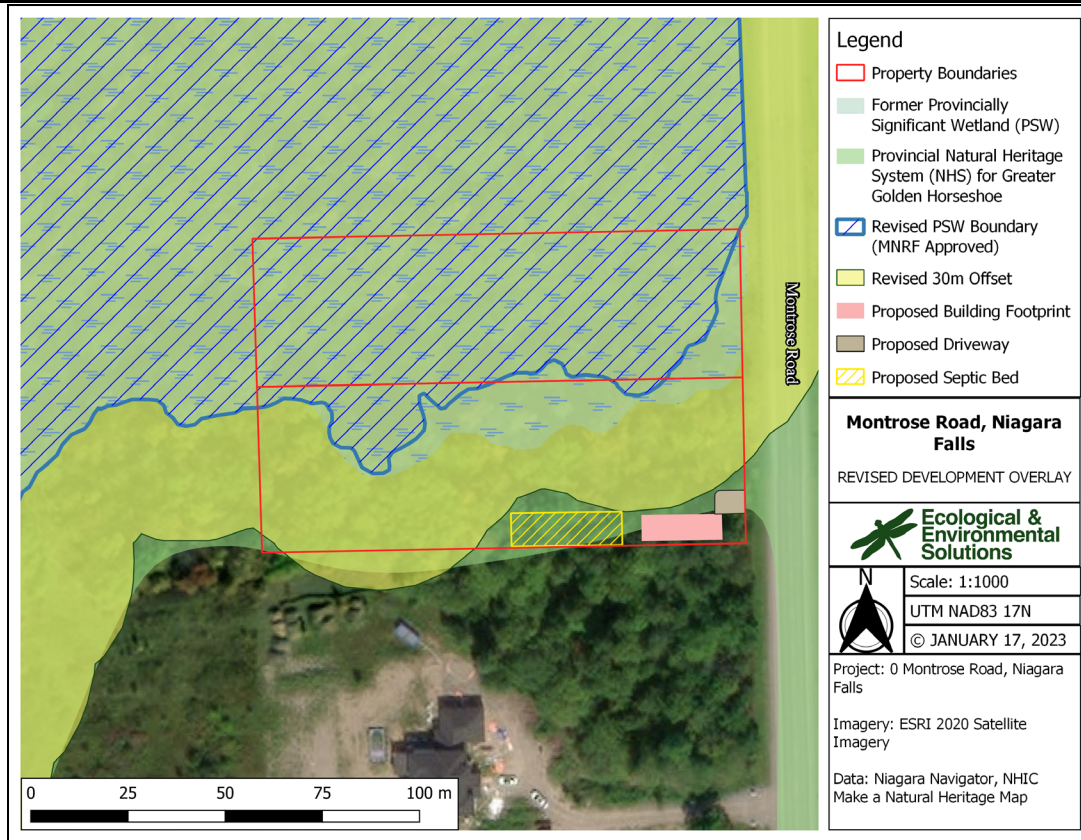 Legend
Property Boundaries
Former Provincially
Significant Wetland (PSW)
Provincial Natural Heritage
System (NHS) for Greater
Golden Horseshoe
Revised PSW Boundary
(MNRF Approved)
Revised 30m Offset
Proposed Building Footprint
Proposed Driveway
Proposed Septic Bed
Montrose Road
Montrose Road, Niagara
Falls
REVISED DEVELOPMENT OVERLAY
Ecological &
Environmental
Solutions
N
Scale: 1:1000
UTM NAD83 17N
© JANUARY 17, 2023
Project: 0 Montrose Road, Niagara
Falls
Imagery: ESRI 2020 Satellite
Imagery
Data: Niagara Navigator, NHIC
Make a Natural Heritage Map
0 25 50 75 100 m